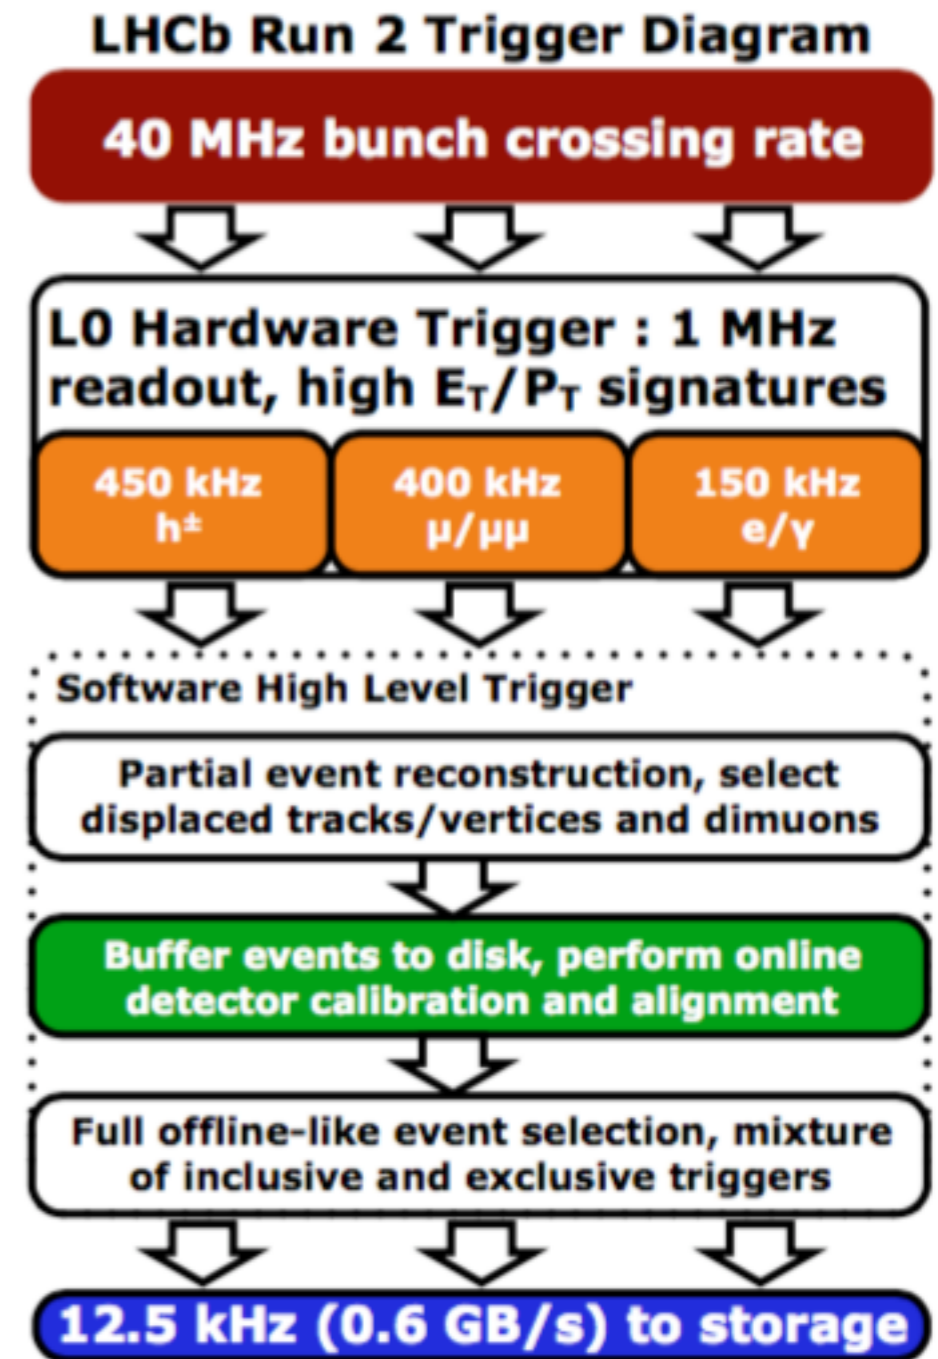 LHCb Run 2 Trigger Diagram
40 MHz bunch crossing rate
L0 Hardware Trigger : 1 MHz
readout, high E_T/P_T signatures
450 kHz
h±
400 kHz
μ/μμ
150 kHz
e/γ
Software High Level Trigger
Partial event reconstruction, select
displaced tracks/vertices and dimuons
Buffer events to disk, perform online
detector calibration and alignment
Full offline-like event selection, mixture
of inclusive and exclusive triggers
12.5 kHz (0.6 GB/s) to storage